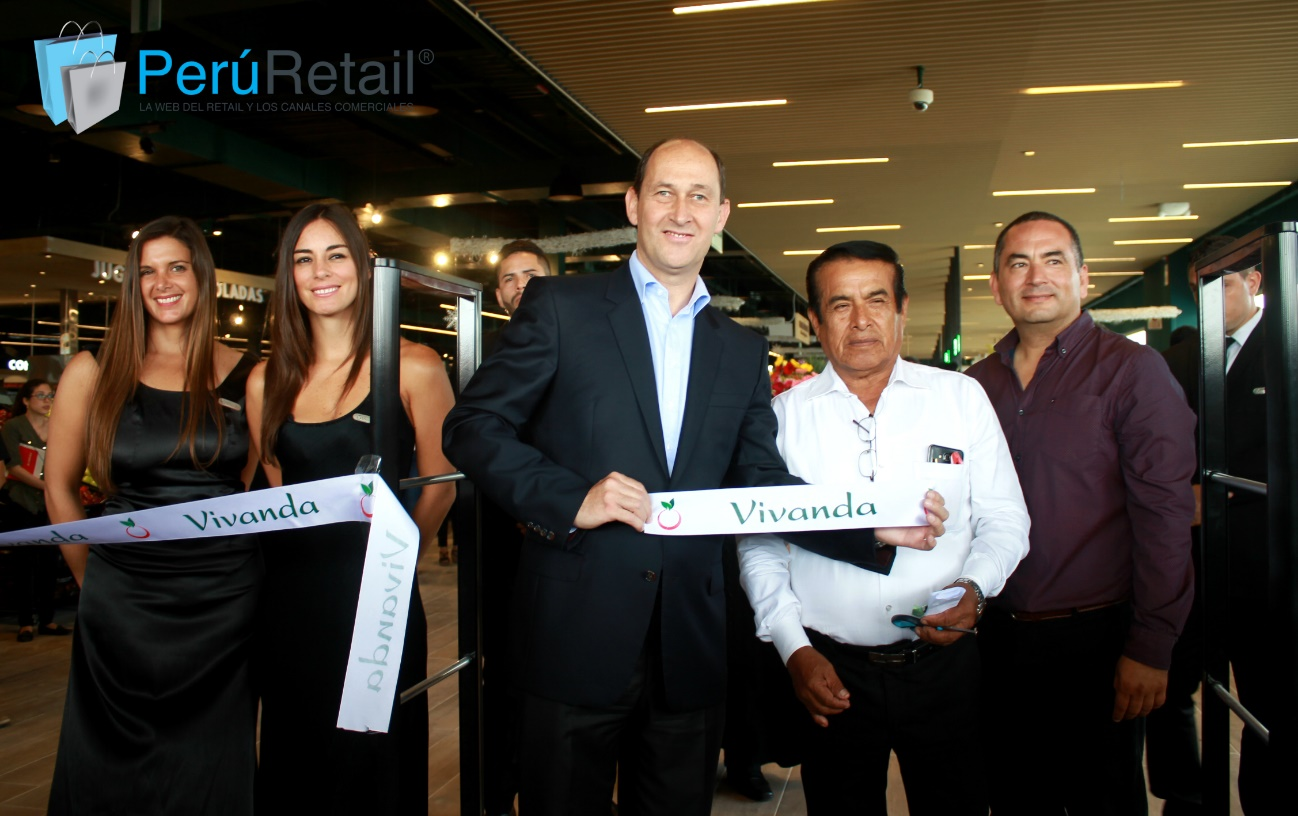 PerúRetail®
LA WEB DEL RETAIL Y LOS CANALES COMERCIALES
Vivanda
Vivanda
Vivanda